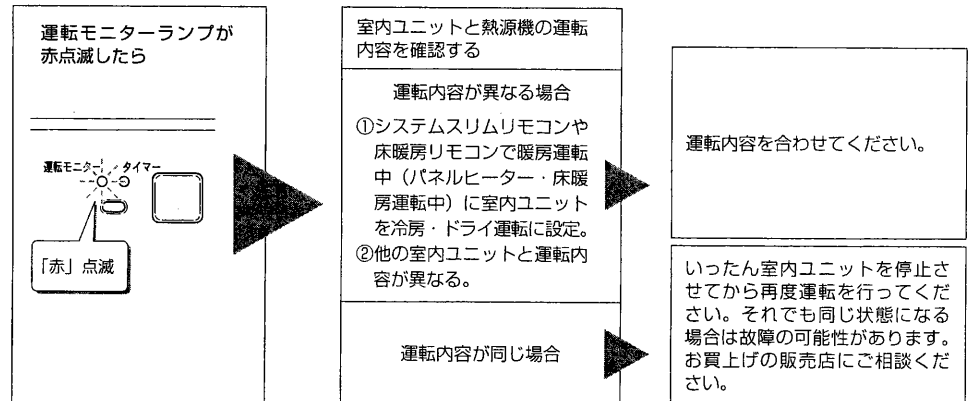 運転モニターランプが
赤点滅したら
運転モニター
タイマー
「赤」点滅
室内ユニットと熱源機の運転
内容を確認する
運転内容が異なる場合
①システムスリムリモコンや
床暖房リモコンで暖房運転
中（パネルヒーター・床暖
房運転中）に室内ユニット
を冷房・ドライ運転に設定。
②他の室内ユニットと運転内
容が異なる。
運転内容が同じ場合
運転内容を合わせてください。
いったん室内ユニットを停止さ
せてから再度運転を行ってくだ
さい。それでも同じ状態になる
場合は故障の可能性があります。
お買上げの販売店にご相談くだ
さい。